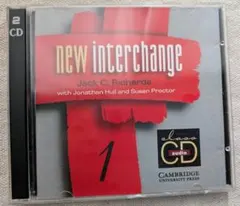 2
CD
new interchange
Jack C. Richards
with Jonathan Hull and Susan Proctor
1
class
audio
CD
CAMBRIDGE
UNIVERSITY PRESS